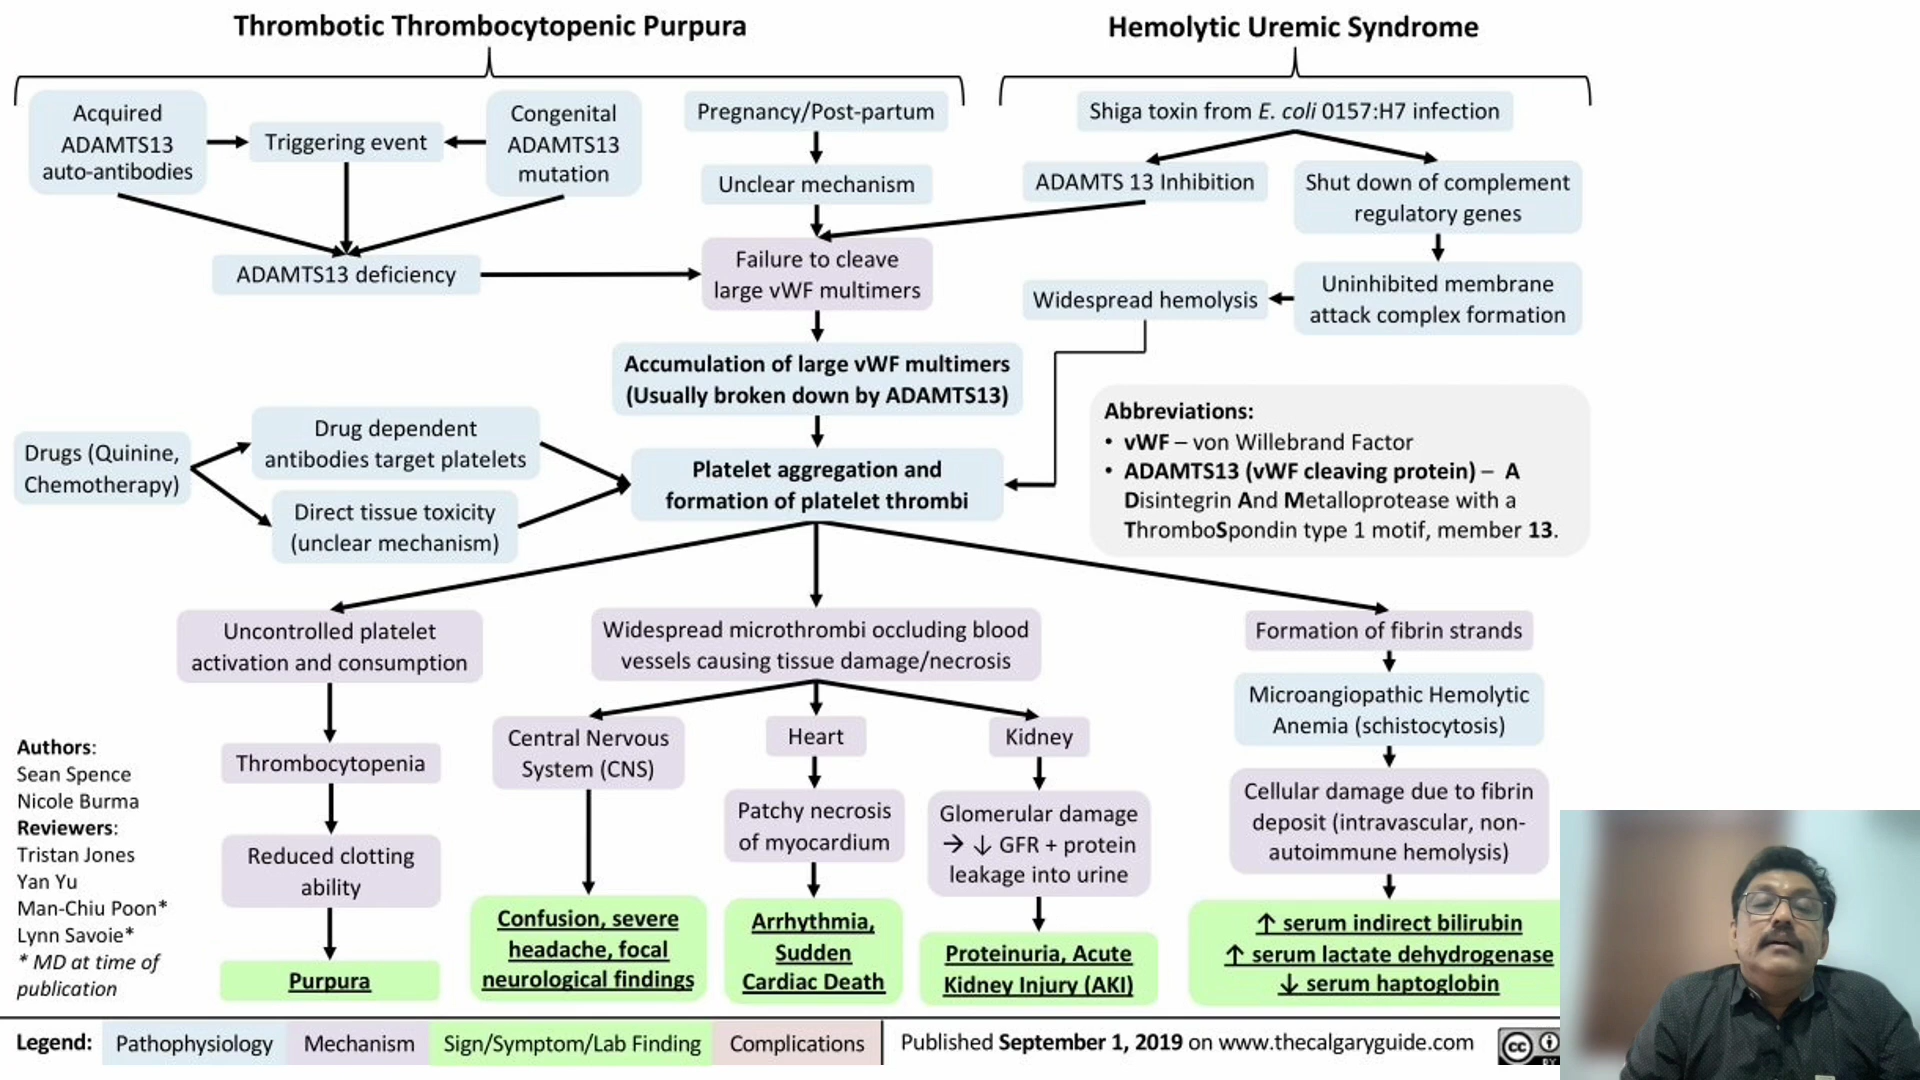 Thrombotic Thrombocytopenic Purpura
Hemolytic Uremic Syndrome
Acquired
ADAMTS13
auto-antibodies
Triggering event
Congenital
ADAMTS13
mutation
Pregnancy/Post-partum
Unclear mechanism
Shiga toxin from E. coli 0157:H7 infection
ADAMTS 13 Inhibition
Shut down of complement
regulatory genes
ADAMTS13 deficiency
Failure to cleave
large vWF multimers
Widespread hemolysis
Uninhibited membrane
attack complex formation
Accumulation of large vWF multimers
(Usually broken down by ADAMTS13)
Drugs (Quinine,
Chemotherapy)
Drug dependent
antibodies target platelets
Direct tissue toxicity
(unclear mechanism)
Platelet aggregation and
formation of platelet thrombi
Abbreviations:
• vWF – von Willebrand Factor
• ADAMTS13 (vWF cleaving protein) – A
Disintegrin And Metalloprotease with a
ThromboSpondin type 1 motif, member 13.
Uncontrolled platelet
activation and consumption
Widespread microthrombi occluding blood
vessels causing tissue damage/necrosis
Formation of fibrin strands
Thrombocytopenia
Reduced clotting
ability
Purpura
Central Nervous
System (CNS)
Confusion, severe
headache, focal
neurological findings
Heart
Patchy necrosis
of myocardium
Arrhythmia,
Sudden
Cardiac Death
Kidney
Glomerular damage
→ ↓ GFR + protein
leakage into urine
Proteinuria, Acute
Kidney Injury (AKI)
Microangiopathic Hemolytic
Anemia (schistocytosis)
Cellular damage due to fibrin
deposit (intravascular, non-
autoimmune hemolysis)
↑ serum indirect bilirubin
↑ serum lactate dehydrogenase
↓ serum haptoglobin
Authors:
Sean Spence
Nicole Burma
Reviewers:
Tristan Jones
Yan Yu
Man-Chiu Poon*
Lynn Savoie*
* MD at time of
publication
Legend: Pathophysiology Mechanism Sign/Symptom/Lab Finding Complications
Published September 1, 2019 on www.thecalgaryguide.com
cc